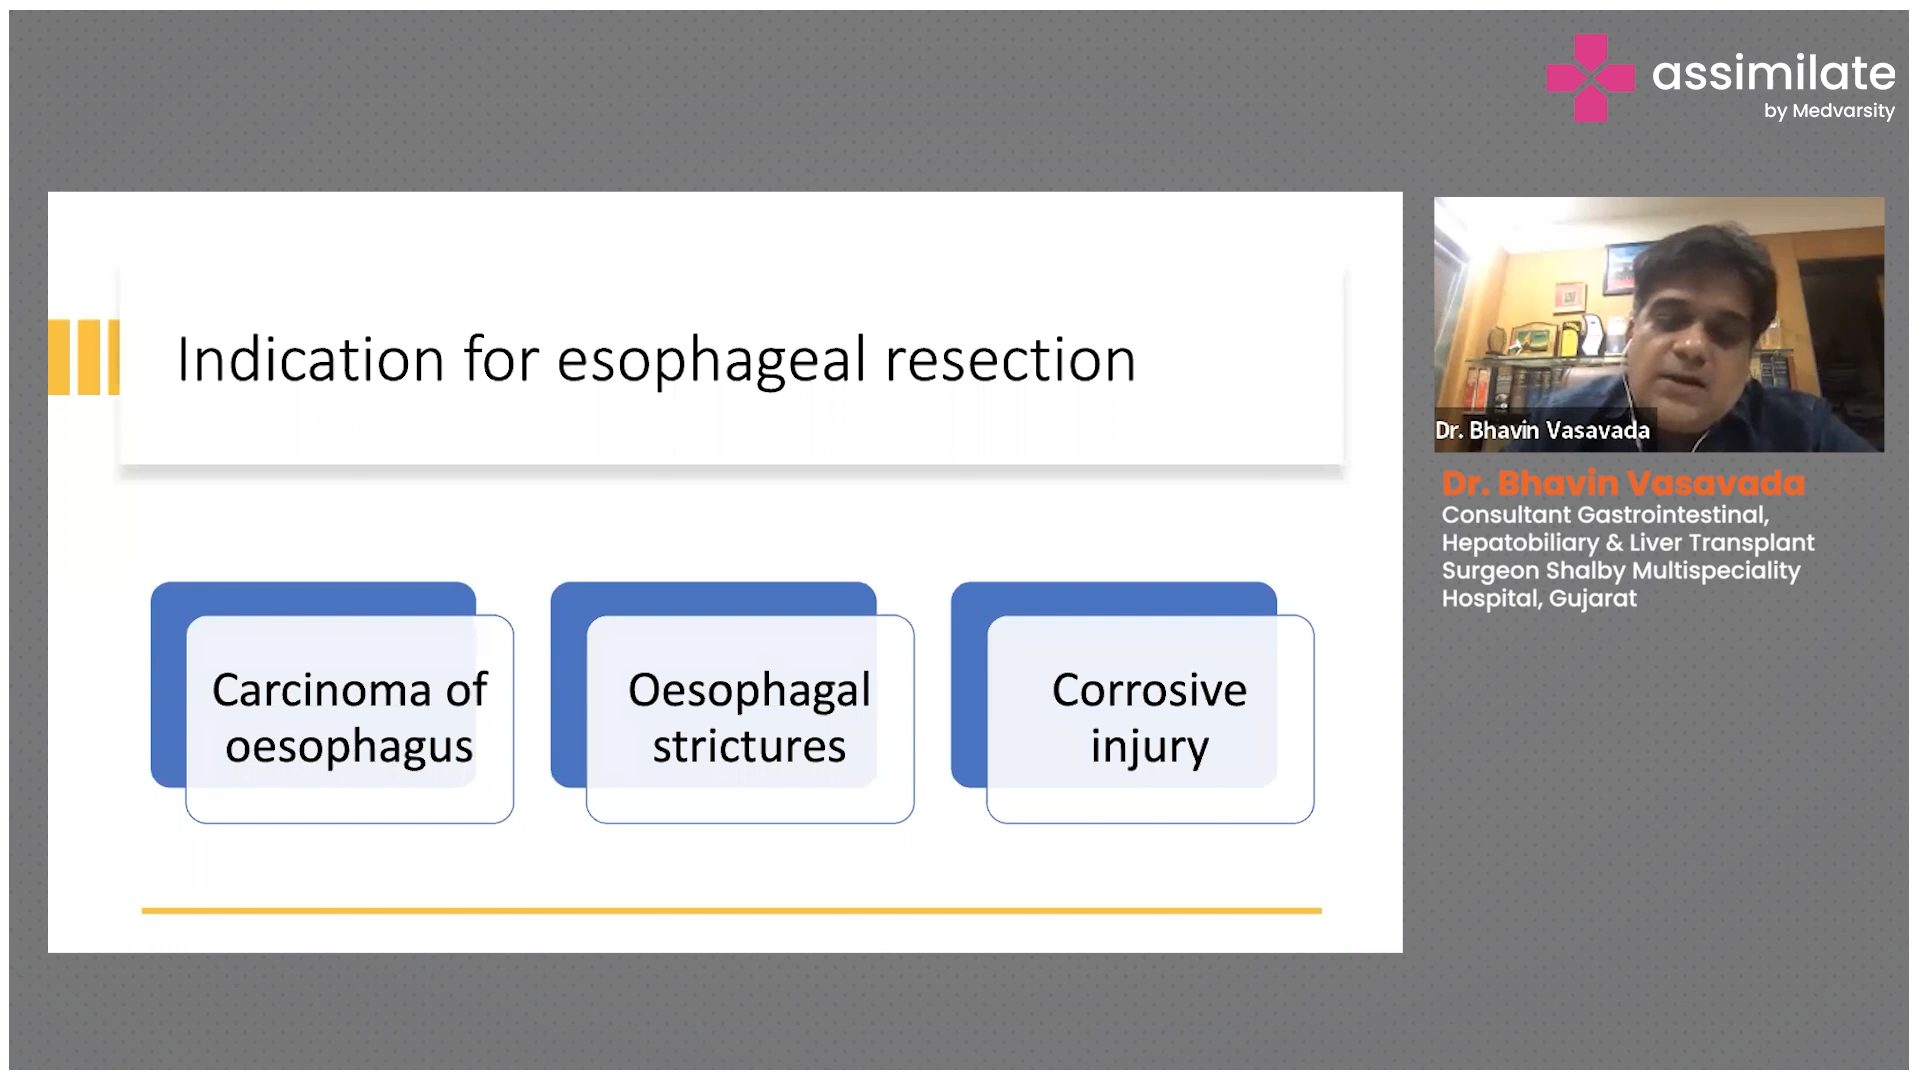 assimilate
by Medvarsity
Indication for esophageal resection
Carcinoma of
oesophagus
Oesophagal
strictures
Corrosive
injury
Dr. Bhavin Vasavada
Dr. Bhavin Vasavada
Consultant Gastrointestinal,
Hepatobiliary & Liver Transplant
Surgeon Shalby Multispeciality
Hospital, Gujarat